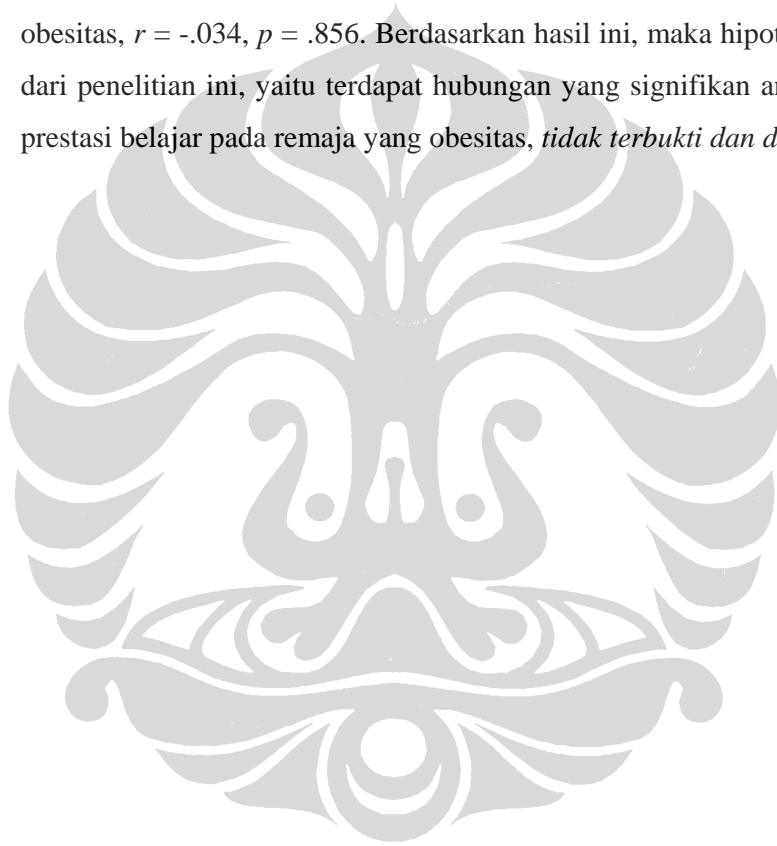 obesitas, r = -.034, p = .856. Berdasarkan hasil ini, maka hipot
dari penelitian ini, yaitu terdapat hubungan yang signifikan a
prestasi belajar pada remaja yang obesitas, tidak terbukti dan d